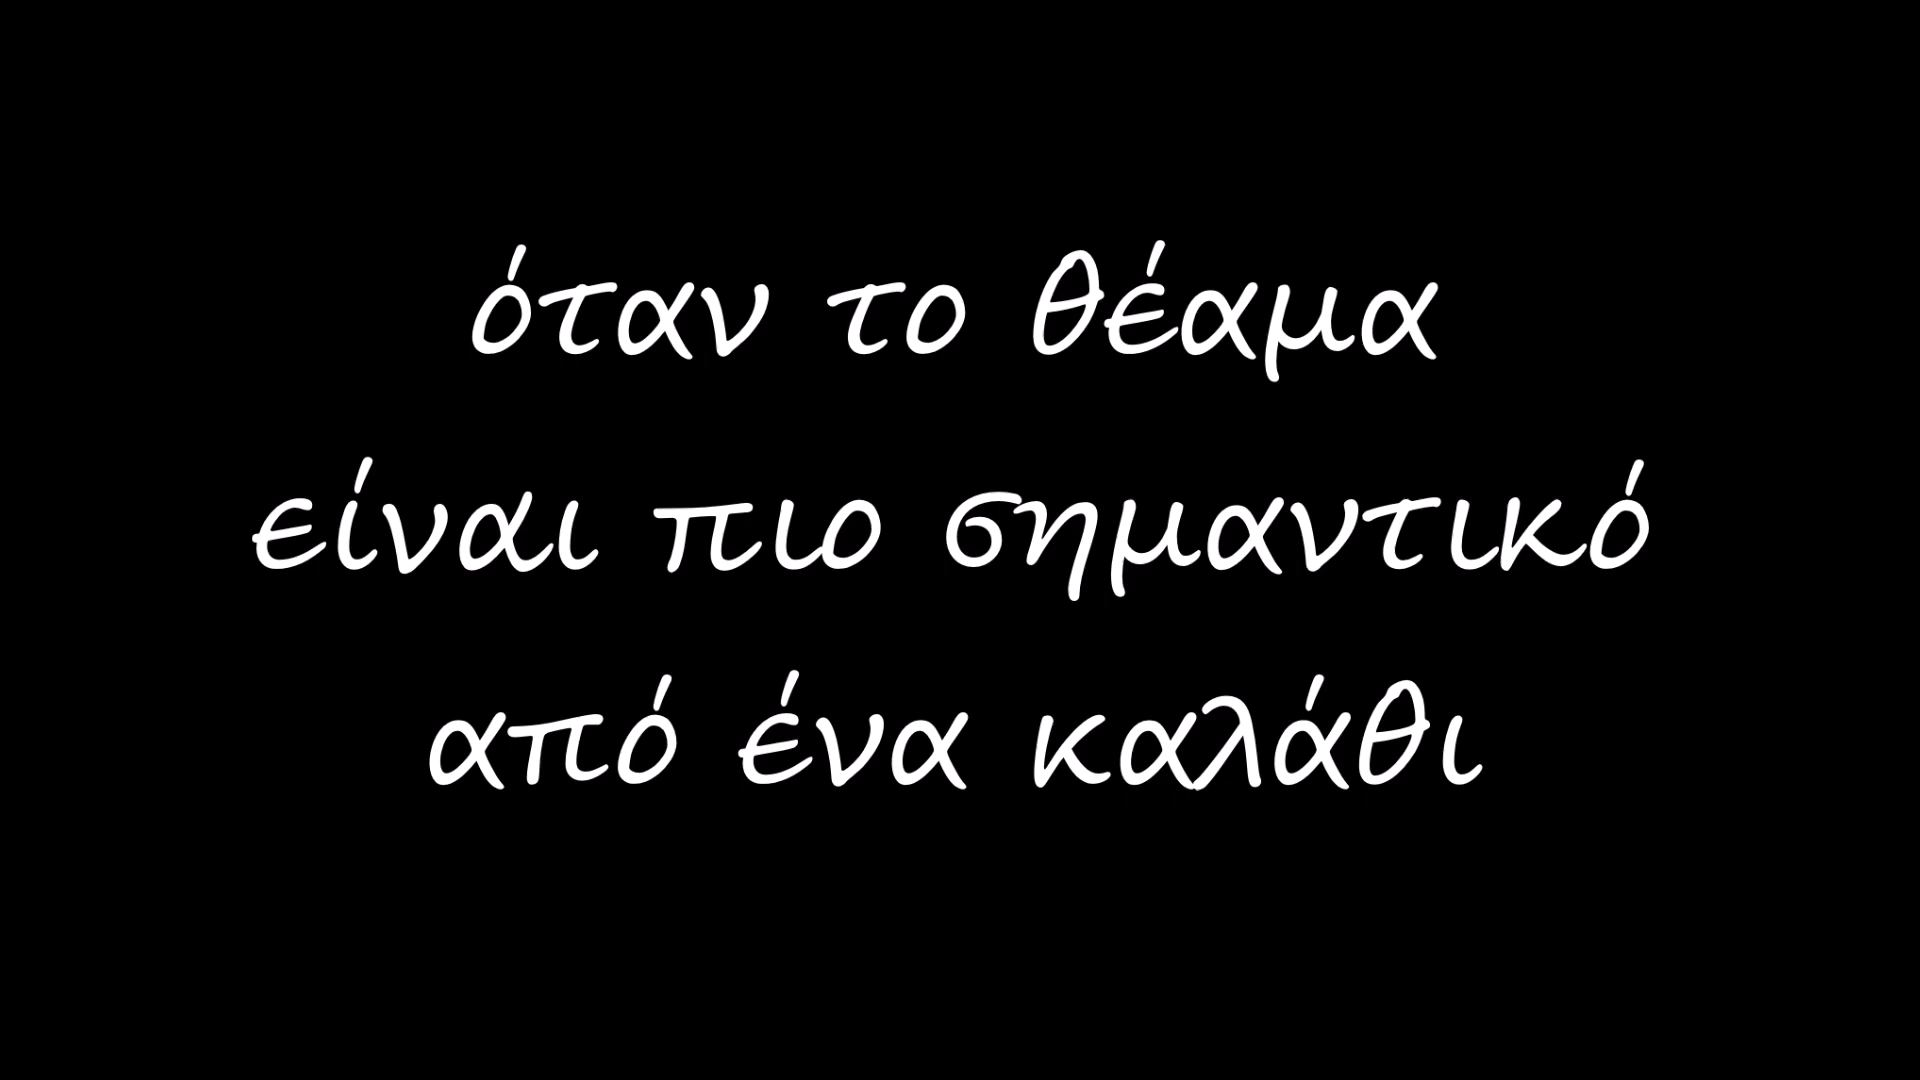 όταν το θέαμα
είναι πιο σημαντικό
από ένα καλάθι